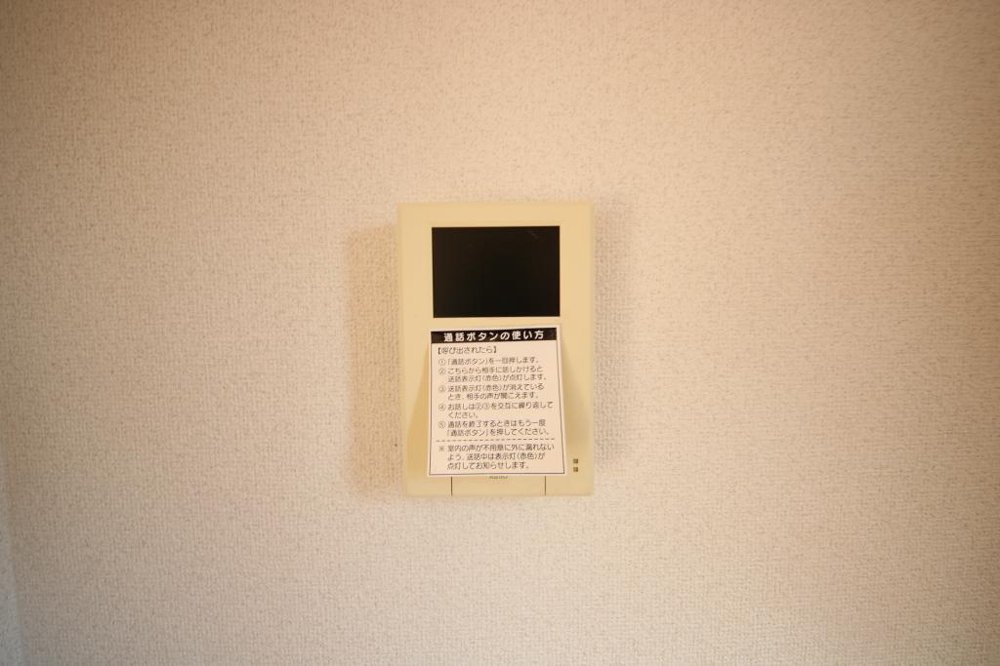 通話ボタンの使い方
【呼び出されたら】
①「通話ボタン」を一回押します。
②こちらから相手に話しかけると
送話表示灯(赤色)が点灯します。
③送話表示灯(赤色)が消えている
とき、相手の声が聞こえます。
④お話しは②③を交互に繰り返して
ください。
⑤通話を終了するときはもう一度
「通話ボタン」を押してください。
※室内の声が不用意に外に漏れない
よう、送話中は表示灯(赤色)が
点灯してお知らせします。